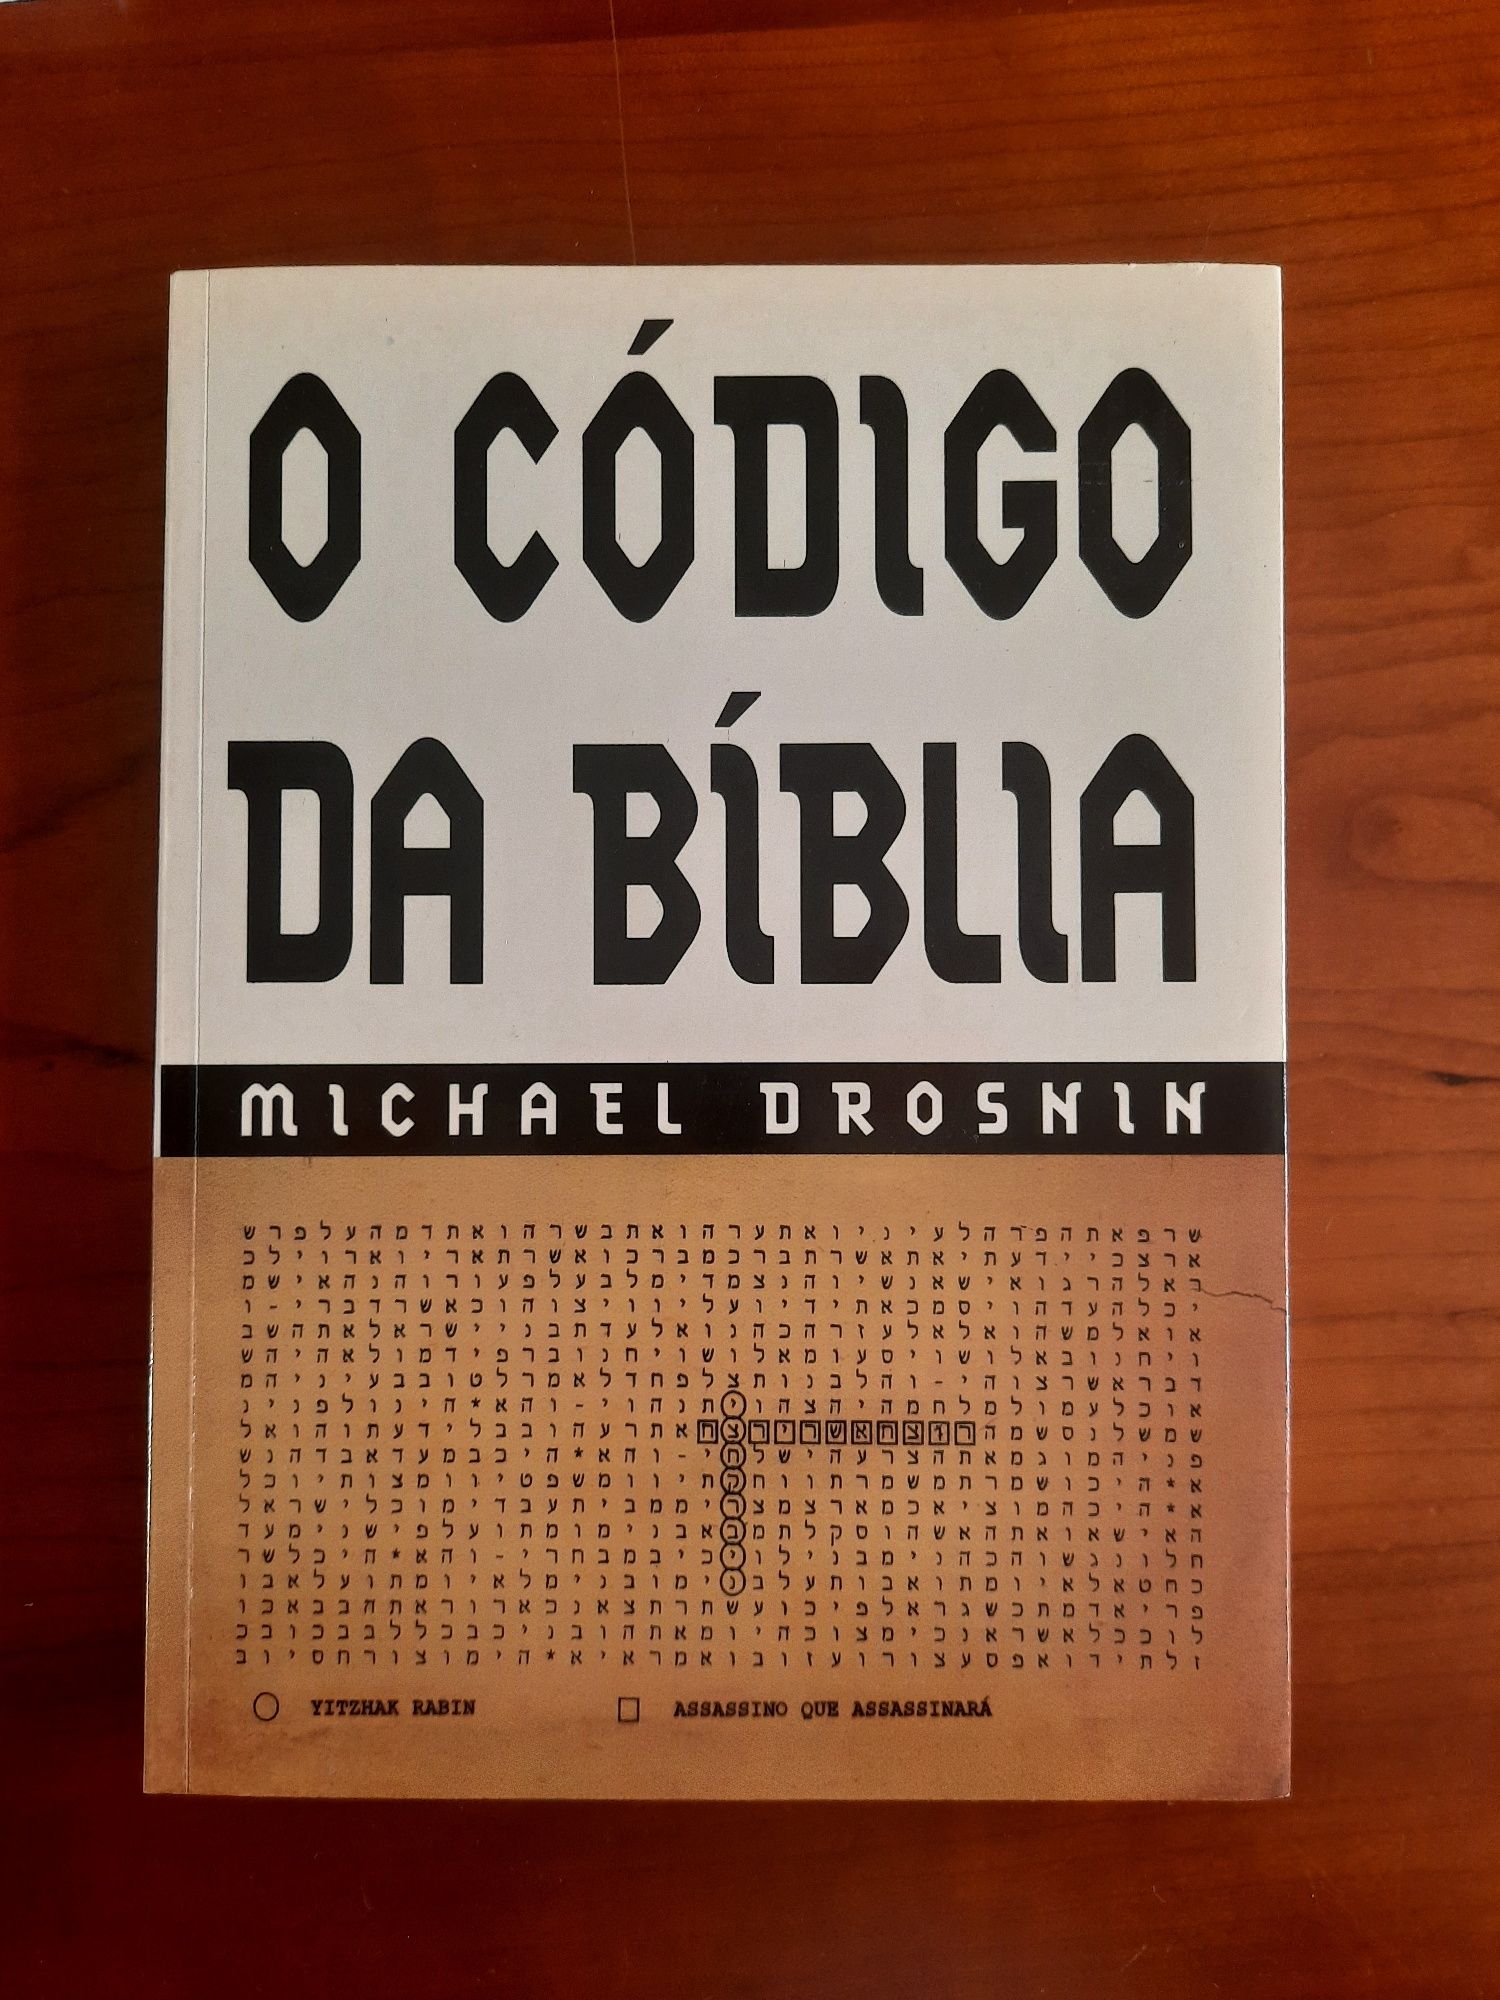 O CÓDIGO
DA BÍBLIA
MICHAEL DROSNIN
ש ר פ א ת ה פ ר ה ל ע י נ י ו א ת ע ר ה ו א ת ב ש ר ה ו א ת ד מ ה ע ל פ ר ש
א ר צ כ י י ד ע ת י א ת א ש ר ת ב ר כ מ ב ר כ ו א ש ר ת א ר י ו א ר ו י ל כ
ר א ל ה ר ג ו א י ש א נ ש י ו ה נ צ מ ד י מ ל ב ע ל פ ע ו ר ו ה נ ה א י ש מ
י כ ל ה ע ד ה ו י ס מ כ א ת י ד י ו ע ל י ו ו י צ ו ה ו כ א ש ר ד ב ר י - ו
א ו י א ל מ ש ה ו א ל א ל ע ז ר ה כ ה נ ו א ל ע ד ת ב נ י י ש ר א ל א ת ה ש ב
ו י ח נ ו ב א ל ו ש ו י ס ע ו מ א ל ו ש ו י ח נ ו ב ר פ י ד מ ו ל א ה י ה ש
ד ב ר א ש ר צ ו ה י - ו ה ל ב נ ו ת צ ל פ ח ד ל א מ ר ל ט ו ב ב ע י נ י ה מ
א ו כ ל ע מ ו ל מ ל ח מ ה י ה צ ה ו י ת נ ה ו י - ו ה א * ה י נ ו ל פ נ י נ
ש מ ש ל נ ס ש מ ה ר ו צ ח א ש ר י ר צ ח א ת ר ע ה ו ב ב ל י ד ע ת ו ה ו א ל
פ נ י ה מ ו ג מ א ת ה צ ר ע ה י ש ל ח י - ו ה א * ה י כ ב מ ע ד א ב ד ה נ ש
א * ה י כ ו ש מ ר ת מ ש מ ר ת ו ו ח ק ת י ו ו מ ש פ ט י ו ו מ צ ו ת י ו כ ל
א * ה י כ ה מ ו צ י א כ מ א ר צ מ צ ר י מ מ ב י ת ע ב ד י מ ו כ ל י ש ר א ל
ה א י ש א ו א ת ה א ש ה ו ס ק ל ת מ ב א ב נ י מ ו מ ת ו ע ל פ י ש נ י מ ע ד
ח ל ו נ ג ש ו ה כ ה נ י מ ב נ י ל ו י כ י ב מ ב ח ר י - ו ה א * ה י כ ל ש ר
כ ח ט א ל א י ו מ ת ו א ב ו ת ע ל ב נ י מ ו ב נ י מ ל א י ו מ ת ו ע ל א ב ו
פ ר י א ד מ ת כ ש ג ר א ל פ י כ ו ע ש ת ר ת צ א נ כ א ר ו ר א ת ה ב ב א כ ו
ל ו כ כ ל א ש ר א נ כ י מ צ ו כ ה י ו מ א ת ה ו ב נ י כ ב כ ל ל ב ב כ ו ב כ
ז ל ת י ד ו א פ ס ע צ ו ר ו ע ז ו ב ו א מ ר א י א * ה י מ ו צ ו ר ח ס י ו ב
YITZHAK RABIN
ASSASSINO QUE ASSASSINARÁ